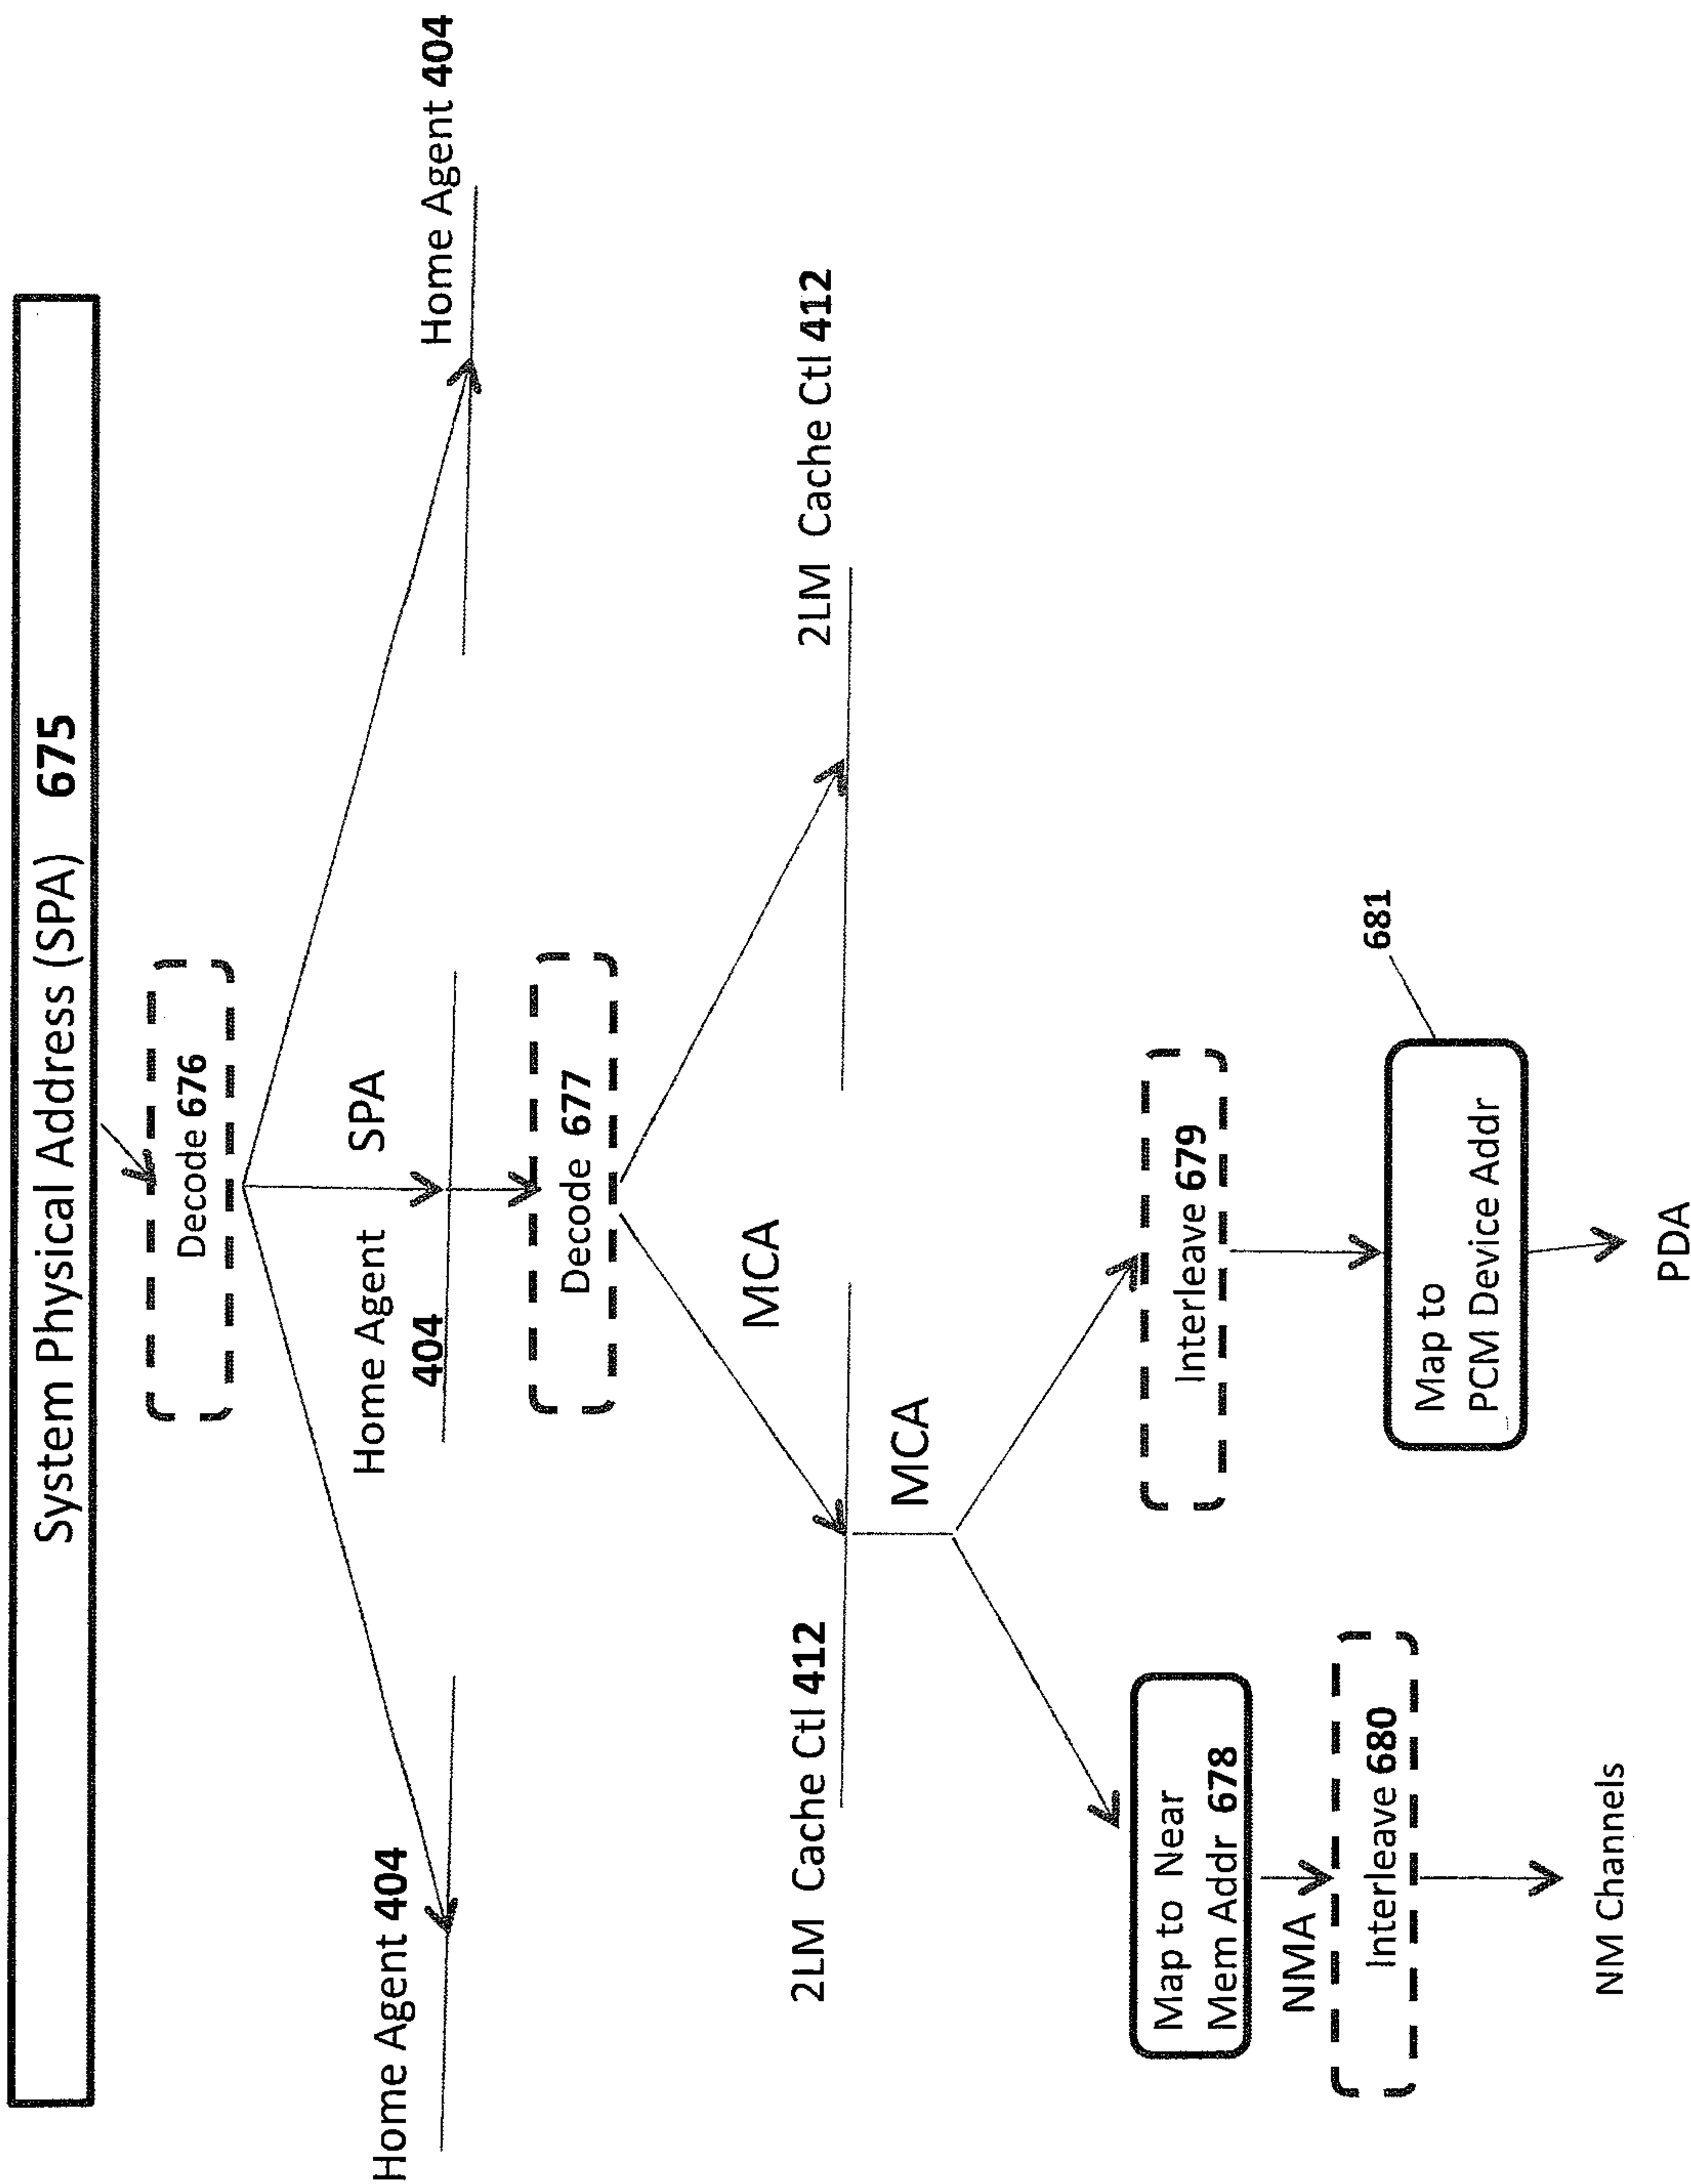 System Physical Address (SPA) 675
Decode 676
Home Agent 404
Home Agent
404
SPA
Home Agent 404
Decode 677
MCA
2LM Cache Ctl 412
2LM Cache Ctl 412
MCA
Map to Near
Mem Addr 678
Interleave 679
NMA
Interleave 680
681
Map to
PCM Device Addr
NM Channels
PDA